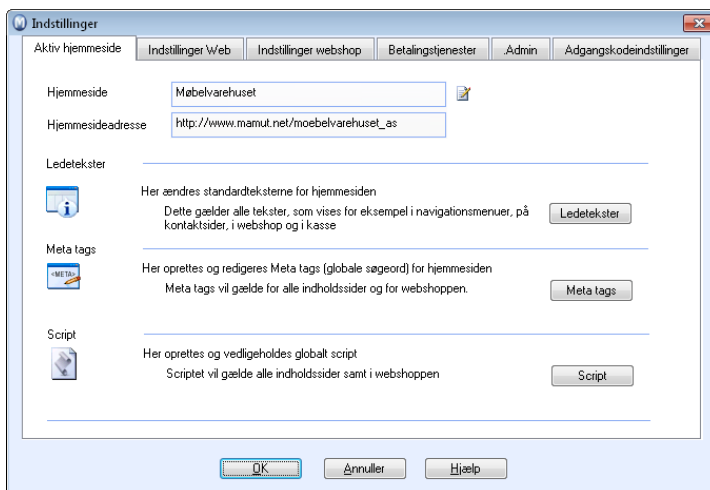 Indstillinger
Aktiv hjemmeside
Indstillinger Web
Indstillinger webshop
Betalingstjenester
.Admin
Adgangskodeindstillinger
Hjemmeside
Møbelvarehuset
Hjemmesideadresse
http://www.mamut.net/moebelvarehuset_as
Ledetekster
Her ændres standardteksterne for hjemmesiden
Dette gælder alle tekster, som vises for eksempel i navigationsmenuer, på
kontaktsider, i webshop og i kasse
Ledetekster
Meta tags
<META>
Her oprettes og redigeres Meta tags (globale søgeord) for hjemmesiden
Meta tags vil gælde for alle indholdssider og for webshoppen.
Meta tags
Script
Her oprettes og vedligeholdes globalt script
Scriptet vil gælde alle indholdssider samt i webshoppen
Script
OK
Annuller
Hjælp